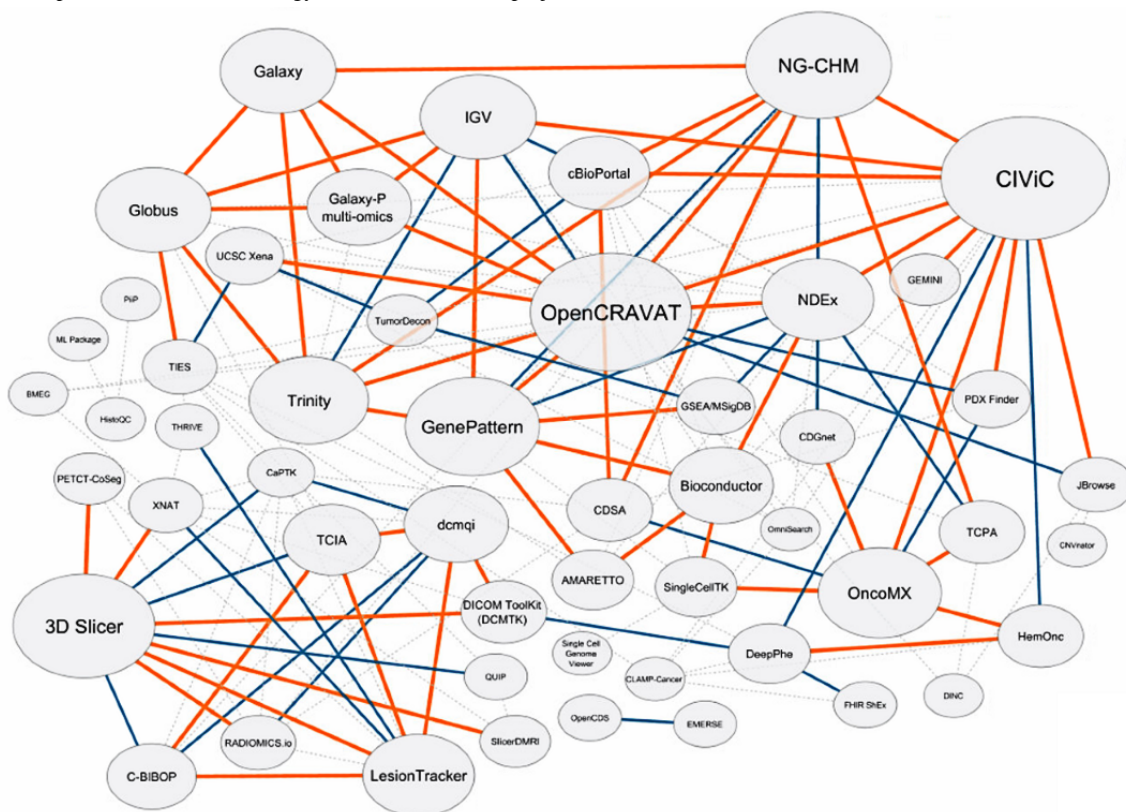 Galaxy
NG-CHM
IGV
cBioPortal
CIViC
Globus
Galaxy-P
multi-omics
UCSC Xena
GEMINI
PiiP
OpenCRAVAT
NDEx
TumorDecon
ML Package
TIES
BMEG
Trinity
GSEA/MSigDB
PDX Finder
HistoQC
THRIVE
GenePattern
CDGnet
PETCT-CoSeg
CaPTK
Bioconductor
JBrowse
XNAT
dcmqi
CDSA
OmniSearch
TCPA
CNVnator
TCIA
AMARETTO
SingleCellTK
OncoMX
3D Slicer
DICOM ToolKit
(DCMTK)
HemOnc
Single Cell
Genome
Viewer
DeepPhe
QUIP
CLAMP-Cancer
FHIR ShEx
DINC
OpenCDS
EMERSE
RADIOMICS.io
SlicerDMRI
C-BIBOP
LesionTracker